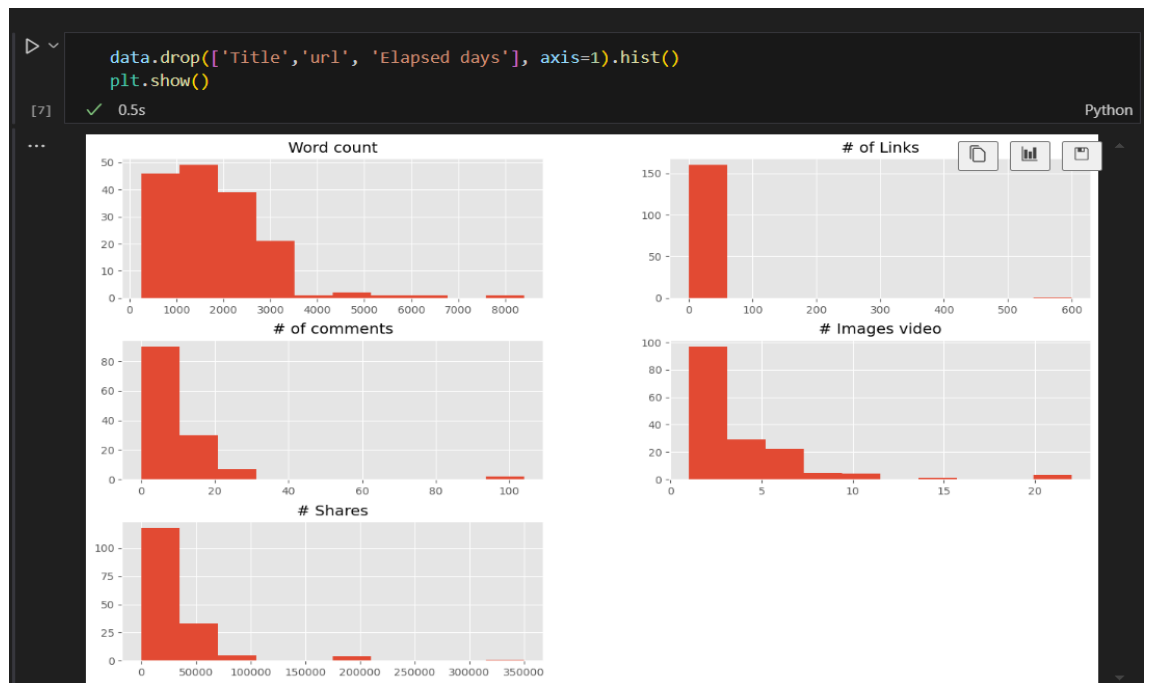 data.drop(['Title','url', 'Elapsed days'], axis=1).hist()
plt.show()
[7] 0.5s Python
...
Word count
50
40
30
20
10
0
0 1000 2000 3000 4000 5000 6000 7000 8000
# of Links
150
100
50
0
0 100 200 300 400 500 600
# of comments
80
60
40
20
0
0 20 40 60 80 100
# Images video
100
80
60
40
20
0
0 5 10 15 20
# Shares
100
75
50
25
0
0 50000 100000 150000 200000 250000 300000 350000